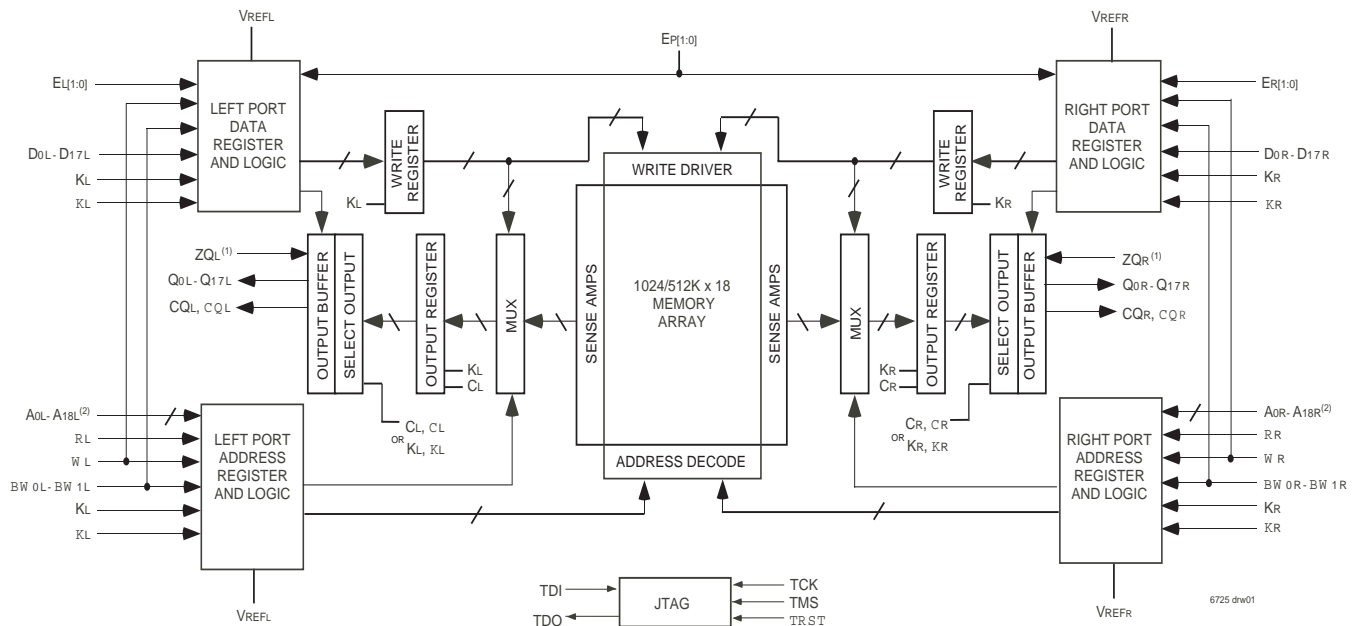 VREFL
VREFR
EP[1:0]
EL[1:0]
ER[1:0]
LEFT PORT
DATA
REGISTER
AND LOGIC
RIGHT PORT
DATA
REGISTER
AND LOGIC
D0L- D17L
KL
KL
D0R- D17R
KR
KR
WRITE
REGISTER
KL
WRITE
REGISTER
KR
WRITE DRIVER
SENSE AMPS
1024/512K x 18
MEMORY
ARRAY
SENSE AMPS
ADDRESS DECODE
ZQL(1)
Q0L- Q17L
CQL, CQL
OUTPUT BUFFER
SELECT OUTPUT
OUTPUT REGISTER
MUX
KL
CL
CL, CL
OR
KL, KL
MUX
OUTPUT REGISTER
SELECT OUTPUT
OUTPUT BUFFER
KR
CR
CR, CR
OR
KR, KR
ZQR(1)
Q0R- Q17R
CQR, CQR
A0L- A18L(2)
RL
WL
BW0L- BW1L
KL
KL
LEFT PORT
ADDRESS
REGISTER
AND LOGIC
VREFL
RIGHT PORT
ADDRESS
REGISTER
AND LOGIC
A0R- A18R(2)
RR
WR
BW0R- BW1R
KR
KR
VREFR
TDI
TDO
JTAG
TCK
TMS
TRST
6725 drw01